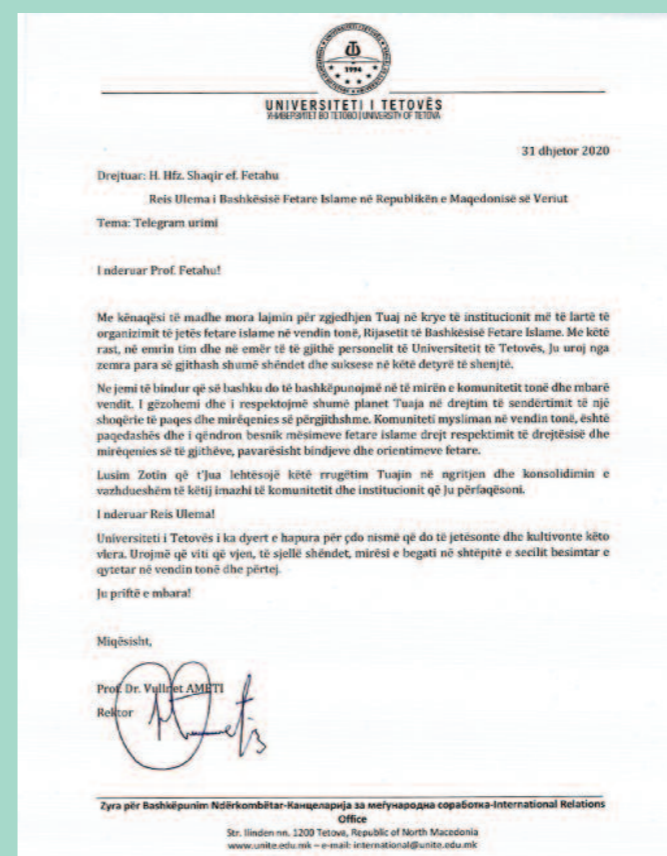 1994
UNIVERSITETI I TETOVËS
УНИВЕРЗИТЕТ ВО ТЕТОВО | UNIVERSITY OF TETOVA
31 dhjetor 2020
Drejtuar: H. Hfz. Shaqir ef. Fetahu
Reis Ulema i Bashkësisë Fetare Islame në Republikën e Maqedonisë së Veriut
Tema: Telegram urimi
I nderuar Prof. Fetahu!
Me kënaqësi të madhe mora lajmin për zgjedhjen Tuaj në krye të institucionit më të lartë të
organizimit të jetës fetare islame në vendin tonë, Rijasetit të Bashkësisë Fetare Islame. Me këtë
rast, në emrin tim dhe në emër të të gjithë personelit të Universitetit të Tetovës, Ju uroj nga
zemra para së gjithash shumë shëndet dhe suksese në këtë detyrë të shenjtë.
Ne jemi të bindur që së bashku do të bashkëpunojmë në të mirën e komunitetit tonë dhe mbarë
vendit. I gëzohemi dhe i respektojmë shumë planet Tuaja në drejtim të sendërtimit të një
shoqërie të paqes dhe mirëqenies së përgjithshme. Komuniteti mysliman në vendin tonë, është
paqedashës dhe i qëndron besnik mësimeve fetare islame drejt respektimit të drejtësisë dhe
mirëqenies së të gjithëve, pavarësisht bindjeve dhe orientimeve fetare.
Lusim Zotin që t'Jua lehtësojë këtë rrugëtim Tuajin në ngritjen dhe konsolidimin e
vazhdueshëm të këtij imazhi të komunitetit dhe institucionit që Ju përfaqësoni.
I nderuar Reis Ulema!
Universiteti i Tetovës i ka dyert e hapura për çdo nismë që do të jetësonte dhe kultivonte këto
vlera. Urojmë që viti që vjen, të sjellë shëndet, mirësi e begati në shtëpitë e secilit besimtar e
qytetar në vendin tonë dhe përtej.
Ju priftë e mbara!
Miqësisht,
Prof. Dr. Vullnet AMETI
Rektor
Zyra për Bashkëpunim Ndërkombëtar-Канцеларија за меѓународна соработка-International Relations
Office
Str. Ilinden nn. 1200 Tetova, Republic of North Macedonia
www.unite.edu.mk – e-mail: international@unite.edu.mk